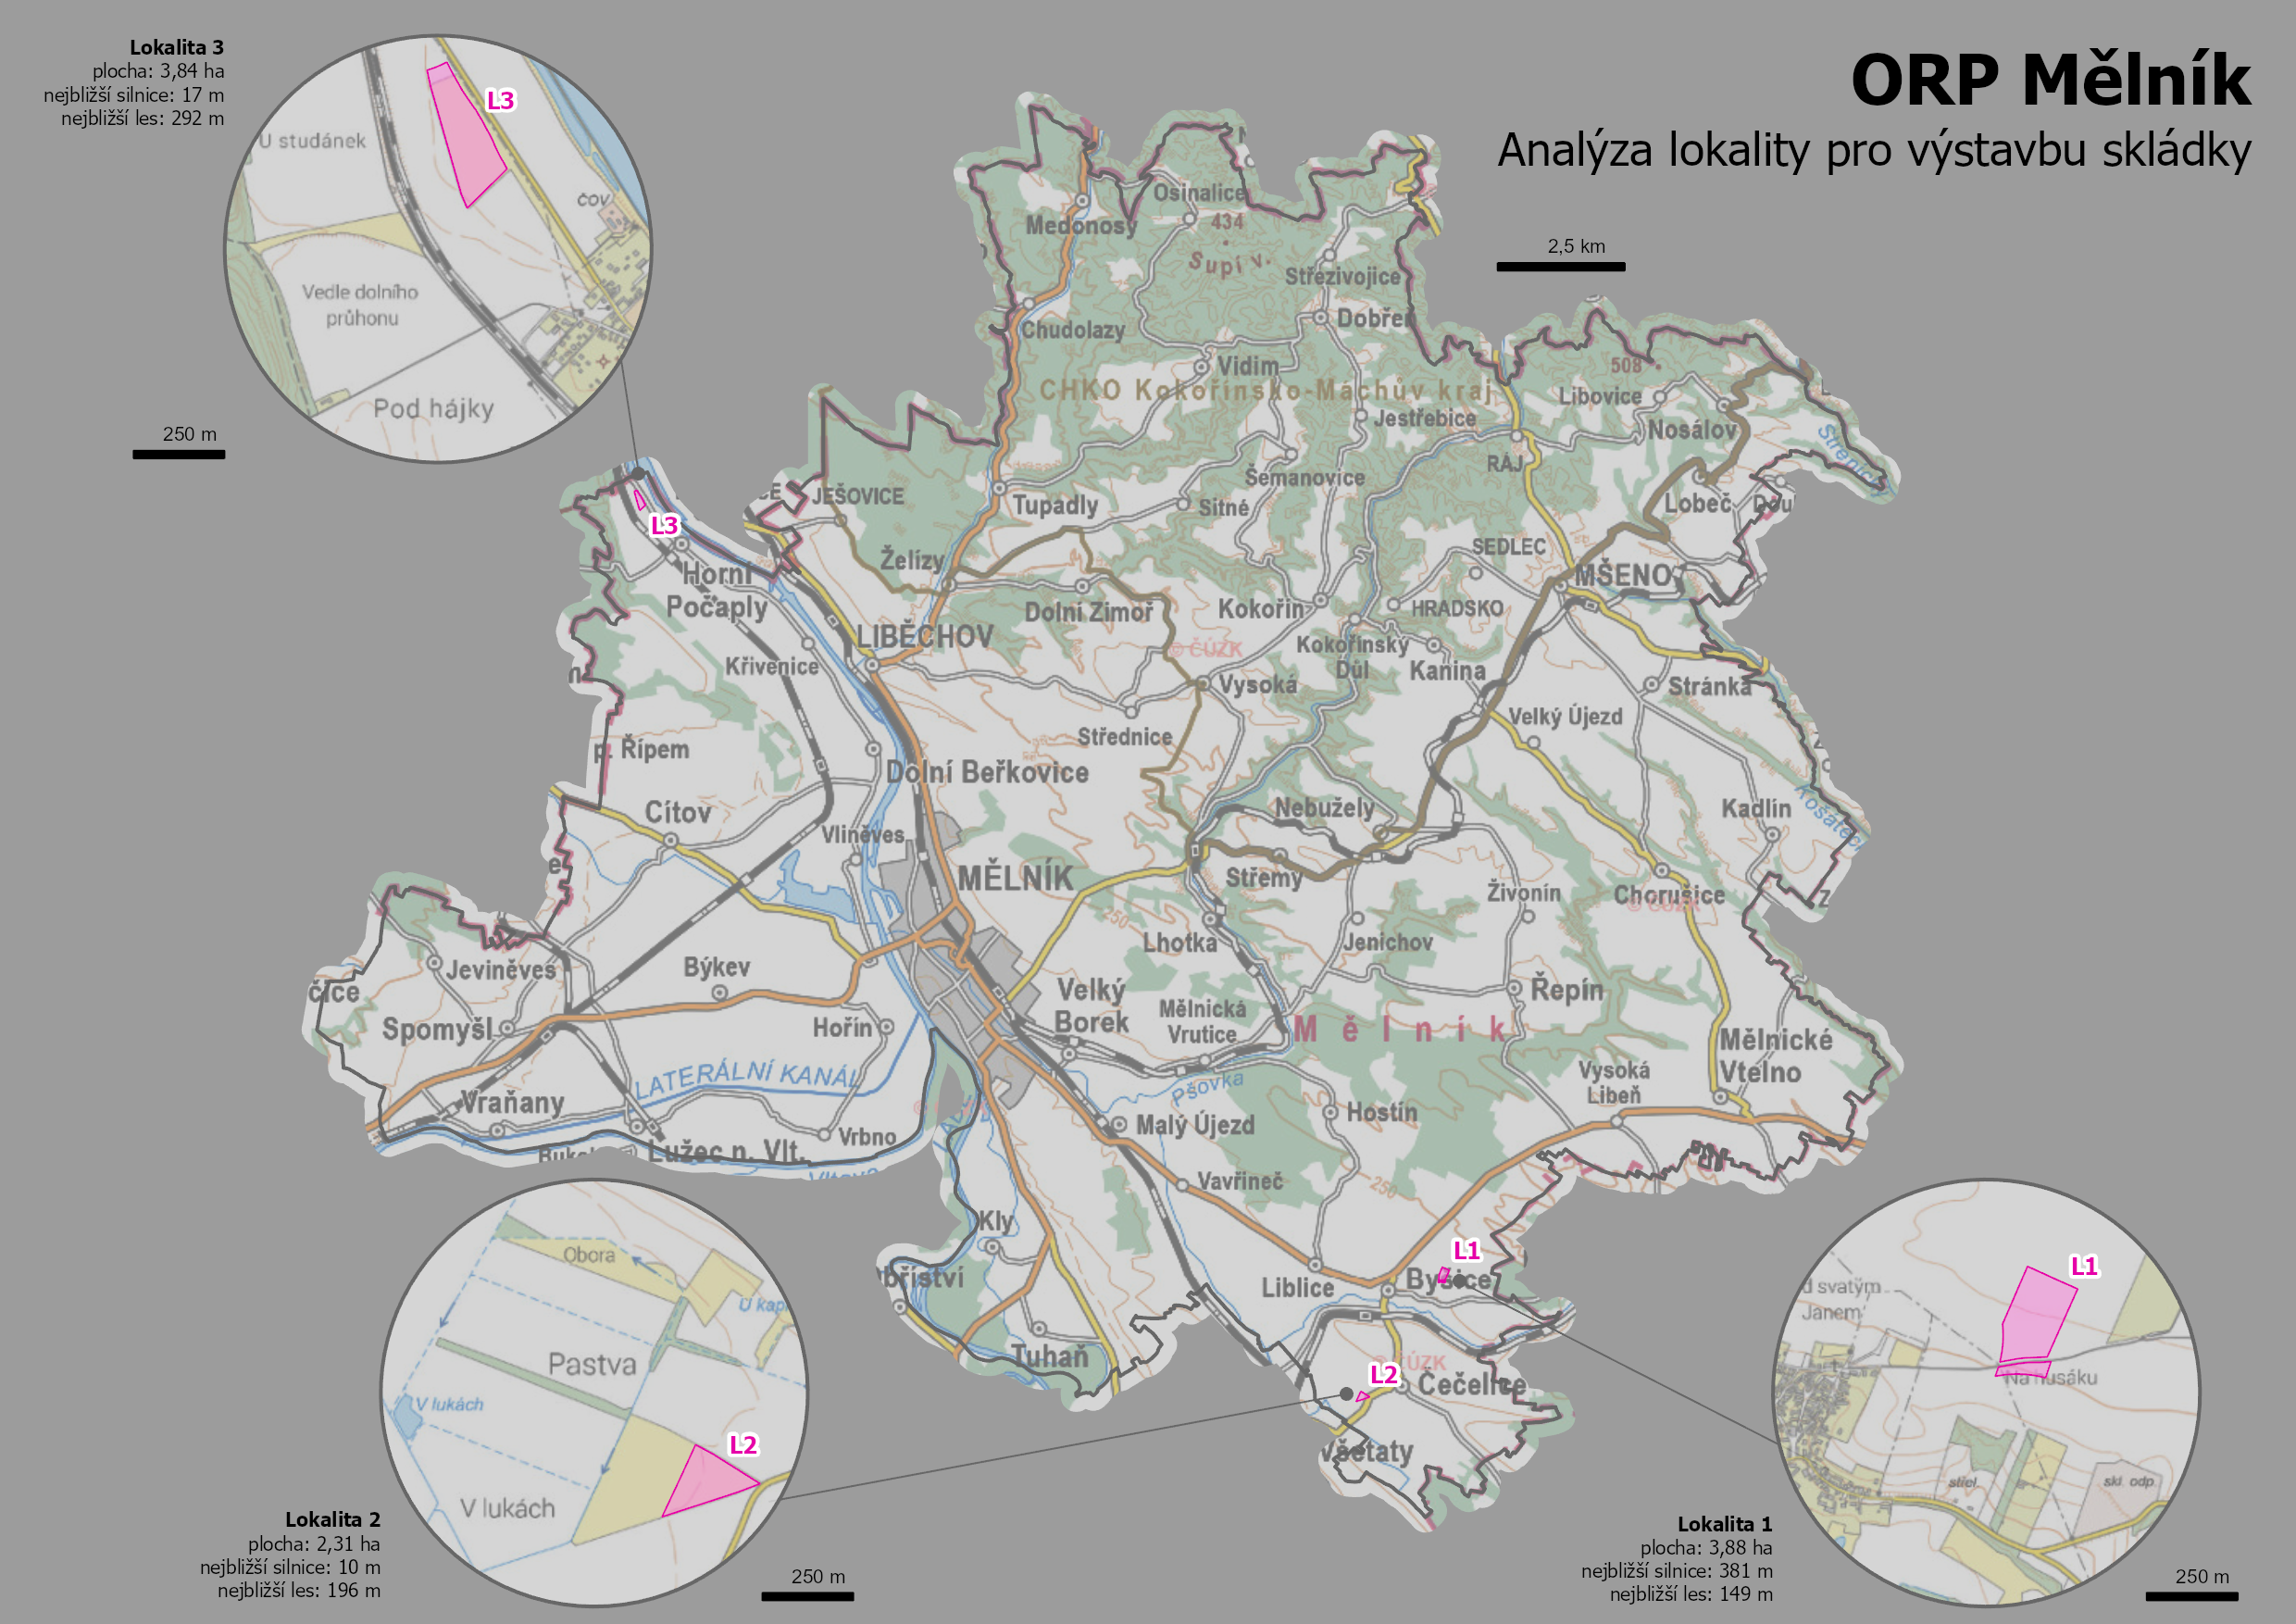 ORP Mělník
Analýza lokality pro výstavbu skládky
2,5 km
Lokalita 3
plocha: 3,84 ha
nejbližší silnice: 17 m
nejbližší les: 292 m
L3
U studánek
ČOV
Vedle dolního
průhonu
Pod hájky
250 m
Osinalice
434
Medonosy
Supí v.
Střezivojice
Chudolazy
Dobřeň
Vidim
508
CHKO Kokořínsko-Máchův kraj
Libovice
Jestřebice
Nosálov
RÁJ
Šemanovice
JEŠOVICE
Tupadly
Sitné
Lobeč
L3
Želízy
SEDLEC
MŠENO
Horní
Počaply
Dolní Zimoř
Kokořín
HRADSKO
LIBĚCHOV
© ČÚZK
Kokořínský
Důl
Kanina
Křivenice
Vysoká
Stránka
Velký Újezd
Střednice
p. Řípem
Dolní Beřkovice
Cítov
Nebužely
Kadlín
Vliněves
MĚLNÍK
Střemy
Živonín
Chorušice
© ČÚZK
250
Lhotka
Jenichov
Jeviněves
Býkev
čice
Velký
Borek
Řepín
Mělnická
Vrutice
Spomyšl
Hořín
Mělník
Mělnické
Vtelno
LATERÁLNÍ KANÁL
Pšovka
Vysoká
Libeň
Vraňany
Hostín
Malý Újezd
Vrbno
Lužec n. Vlt.
Vavřineč
250
Kly
L1
Byšice
Liblice
bříství
Tuhaň
ČÚZK
L2
Čečelice
Všetaty
Obora
U kapl
Pastva
V lukách
L2
V lukách
Lokalita 2
plocha: 2,31 ha
nejbližší silnice: 10 m
nejbližší les: 196 m
250 m
L1
d svatým
Janem
Na husáku
střel.
skl. odp.
Lokalita 1
plocha: 3,88 ha
nejbližší silnice: 381 m
nejbližší les: 149 m
250 m